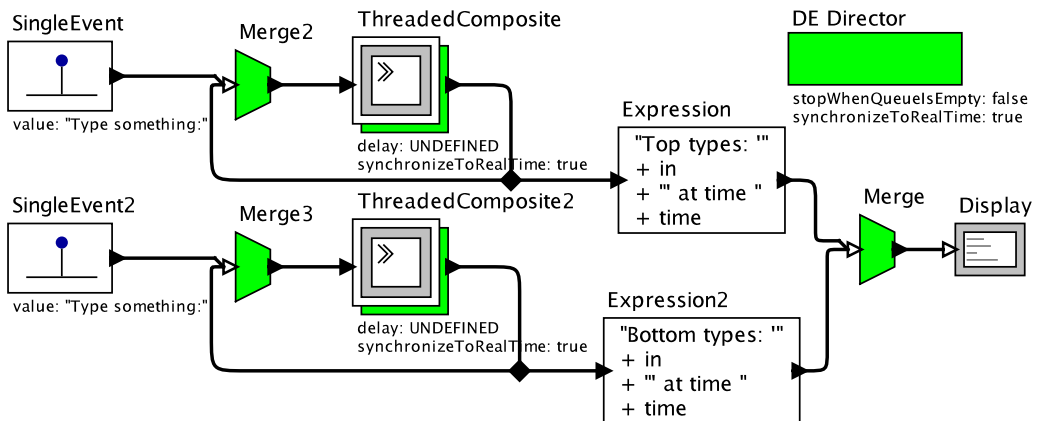 SingleEvent
value: "Type something:"
Merge2
ThreadedComposite
delay: UNDEFINED
synchronizeToRealTime: true
DE Director
stopWhenQueueIsEmpty: false
synchronizeToRealTime: true
Expression
"Top types: '"
+ in
+ "' at time "
+ time
SingleEvent2
value: "Type something:"
Merge3
ThreadedComposite2
delay: UNDEFINED
synchronizeToRealTime: true
Expression2
"Bottom types: '"
+ in
+ "' at time "
+ time
Merge
Display